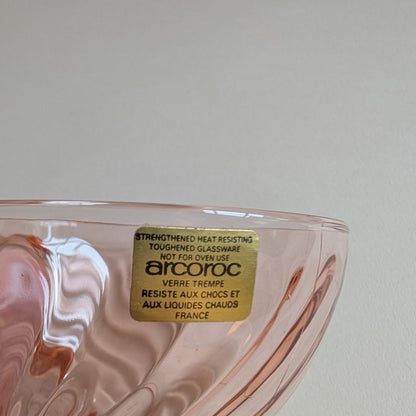 STRENGTHENED HEAT RESISTING
TOUGHENED GLASSWARE
NOT FOR OVEN USE
arcoroc
VERRE TREMPE
RESISTE AUX CHOCS ET
AUX LIQUIDES CHAUDS
FRANCE